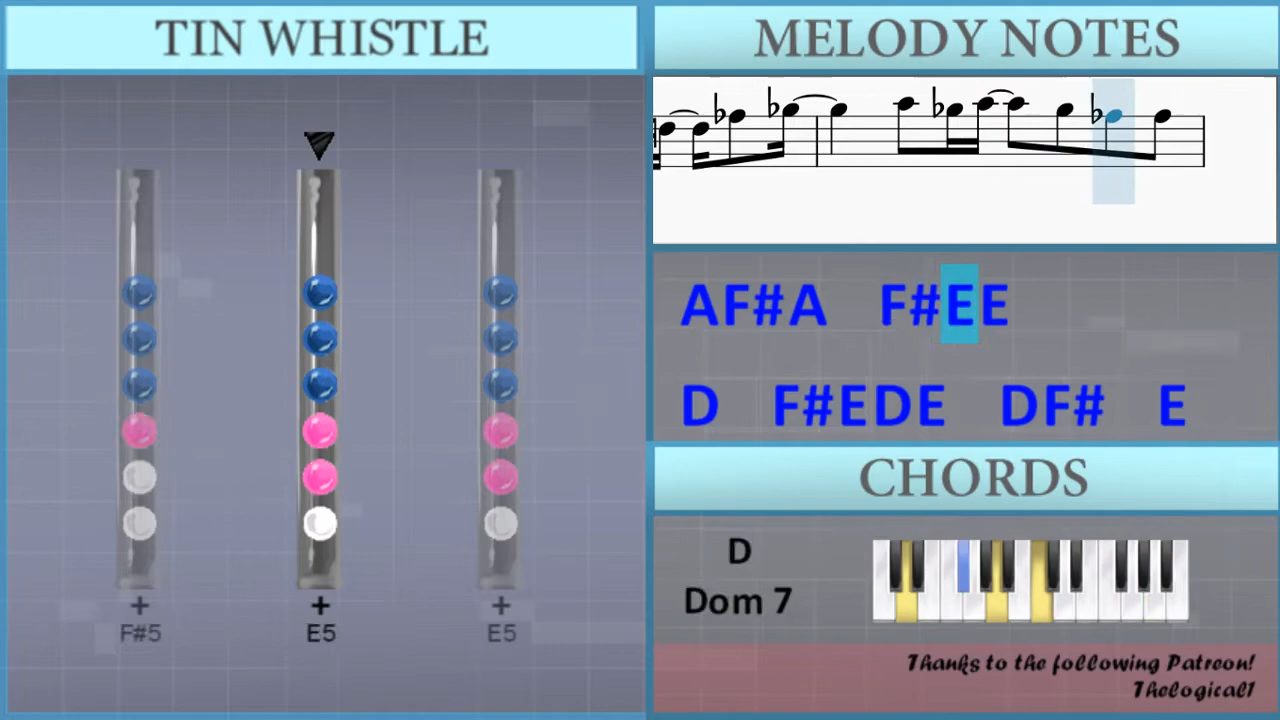 TIN WHISTLE
MELODY NOTES
AF#A F#EE
D F#EDE DF# E
CHORDS
D
Dom 7
+ + +
F#5 E5 E5
Thanks to the following Patreon!
Thelogical1